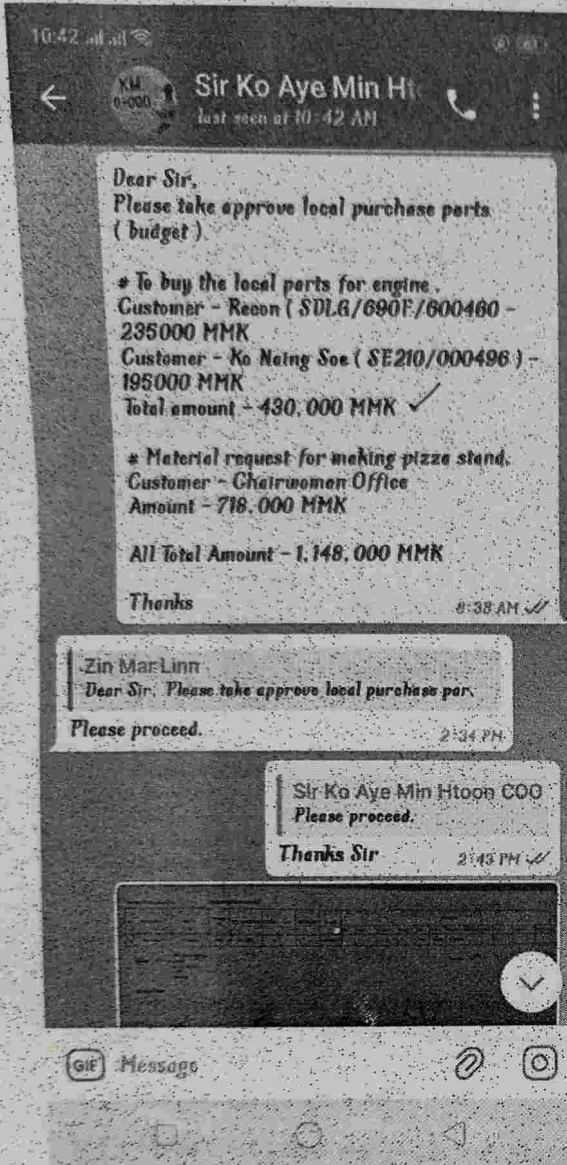 10:42
Sir Ko Aye Min Ht
last seen at 10:42 AM
Dear Sir,
Please take approve local purchase parts
( budget )
# To buy the local parts for engine .
Customer - Recon ( SDLG/690F/600460 -
235000 MMK
Customer - Ko Naing Soe ( SE210/000496 ) -
195000 MMK
Total amount - 430,000 MMK ✓
# Material request for making pizza stand.
Customer - Chairwoman Office
Amount - 718,000 MMK
All Total Amount - 1,148,000 MMK
Thanks
8:38 AM
Zin Mar Linn
Dear Sir, Please take approve local purchase par.
Please proceed.
2:34 PM
Sir Ko Aye Min Htoon COO
Please proceed.
Thanks Sir
2:43 PM
GIF Message